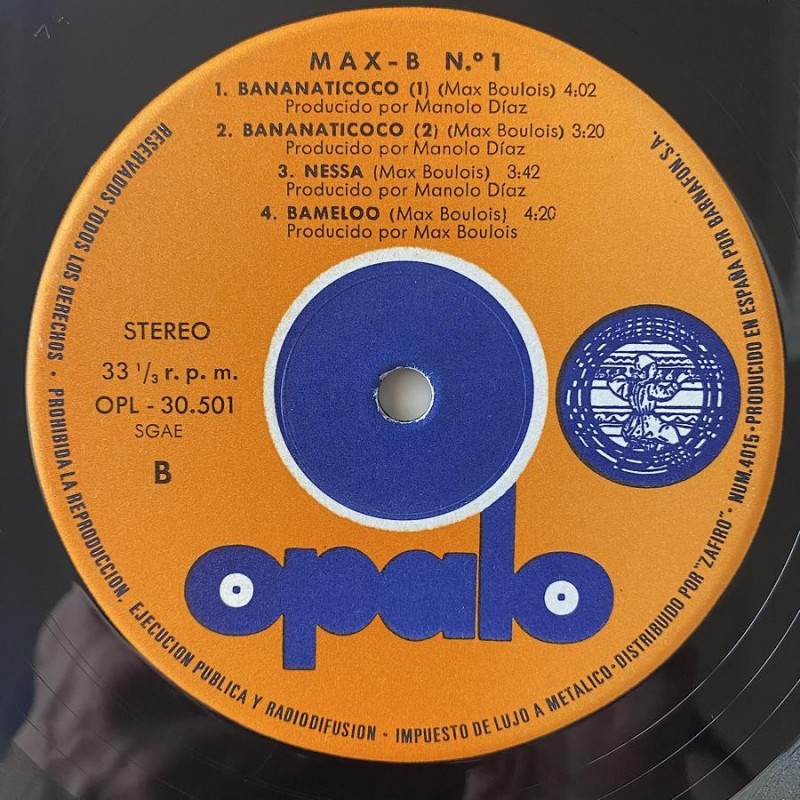 MAX-B N.º 1
1. BANANATICOCO (1) (Max Boulois) 4:02
Producido por Manolo Díaz
2. BANANATICOCO (2) (Max Boulois) 3:20
Producido por Manolo Díaz
3. NESSA (Max Boulois) 3:42
Producido por Manolo Díaz
4. BAMELOO (Max Boulois) 4:20
Producido por Max Boulois
STEREO
33 1/3 r. p. m.
OPL - 30.501
SGAE
B
opalo
RESERVADOS TODOS LOS DERECHOS • PROHIBIDA LA REPRODUCCION, EJECUCION PUBLICA Y RADIODIFUSION • IMPUESTO DE LUJO A METALICO • DISTRIBUIDO POR "ZAFIRO" • NUM. 4015 • PRODUCIDO EN ESPAÑA POR BARNAFON, S.A.